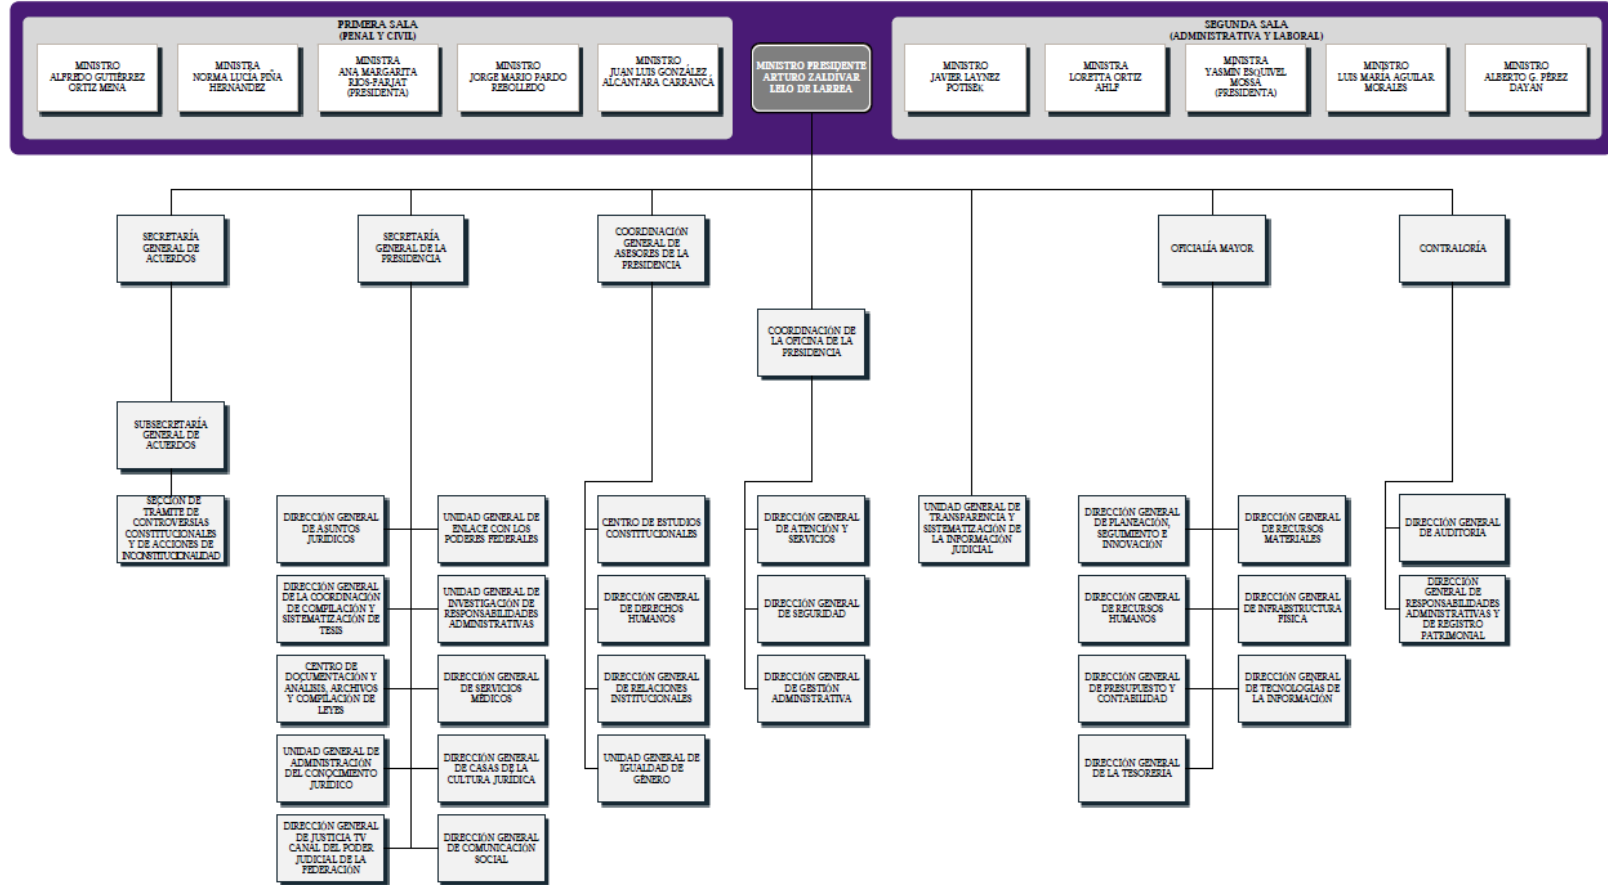 PRIMERA SALA
(PENAL Y CIVIL)
MINISTRO
ALFREDO GUTIÉRREZ
ORTIZ MENA
MINISTRA
NORMA LUCÍA PIÑA
HERNÁNDEZ
MINISTRA
ANA MARGARITA
RÍOS-FARJAT
(PRESIDENTA)
MINISTRO
JORGE MARIO PARDO
REBOLLEDO
MINISTRO
JUAN LUIS GONZÁLEZ
ALCÁNTARA CARRANCÁ
MINISTRO PRESIDENTE
ARTURO ZALDÍVAR
LELO DE LARREA
SEGUNDA SALA
(ADMINISTRATIVA Y LABORAL)
MINISTRO
JAVIER LAYNEZ
POTISEK
MINISTRA
LORETTA ORTIZ
AHLF
MINISTRA
YASMÍN ESQUIVEL
MOSSA
(PRESIDENTA)
MINISTRO
LUIS MARÍA AGUILAR
MORALES
MINISTRO
ALBERTO G. PÉREZ
DAYÁN
SECRETARÍA
GENERAL DE
ACUERDOS
SECRETARÍA
GENERAL DE LA
PRESIDENCIA
COORDINACIÓN
GENERAL DE
ASESORES DE LA
PRESIDENCIA
OFICIALÍA MAYOR
CONTRALORÍA
COORDINACIÓN DE
LA OFICINA DE LA
PRESIDENCIA
SUBSECRETARÍA
GENERAL DE
ACUERDOS
SECCIÓN DE
TRÁMITE DE
CONTROVERSIAS
CONSTITUCIONALES
Y DE ACCIONES DE
INCONSTITUCIONALIDAD
DIRECCIÓN GENERAL
DE ASUNTOS
JURÍDICOS
UNIDAD GENERAL DE
ENLACE CON LOS
PODERES FEDERALES
CENTRO DE ESTUDIOS
CONSTITUCIONALES
DIRECCIÓN GENERAL
DE ATENCIÓN Y
SERVICIOS
UNIDAD GENERAL DE
TRANSPARENCIA Y
SISTEMATIZACIÓN DE
LA INFORMACIÓN
JUDICIAL
DIRECCIÓN GENERAL
DE PLANEACIÓN,
SEGUIMIENTO E
INNOVACIÓN
DIRECCIÓN GENERAL
DE RECURSOS
MATERIALES
DIRECCIÓN GENERAL
DE AUDITORIA
DIRECCIÓN GENERAL
DE LA COORDINACIÓN
DE COMPILACIÓN Y
SISTEMATIZACIÓN DE
TESIS
UNIDAD GENERAL DE
INVESTIGACIÓN DE
RESPONSABILIDADES
ADMINISTRATIVAS
DIRECCIÓN GENERAL
DE DERECHOS
HUMANOS
DIRECCIÓN GENERAL
DE SEGURIDAD
DIRECCIÓN GENERAL
DE RECURSOS
HUMANOS
DIRECCIÓN GENERAL
DE INFRAESTRUCTURA
FÍSICA
DIRECCIÓN
GENERAL DE
RESPONSABILIDADES
ADMINISTRATIVAS Y
DE REGISTRO
PATRIMONIAL
CENTRO DE
DOCUMENTACIÓN Y
ANÁLISIS, ARCHIVOS
Y COMPILACIÓN DE
LEYES
DIRECCIÓN GENERAL
DE SERVICIOS
MÉDICOS
DIRECCIÓN GENERAL
DE RELACIONES
INSTITUCIONALES
DIRECCIÓN GENERAL
DE GESTIÓN
ADMINISTRATIVA
DIRECCIÓN GENERAL
DE PRESUPUESTO Y
CONTABILIDAD
DIRECCIÓN GENERAL
DE TECNOLOGÍAS DE
LA INFORMACIÓN
UNIDAD GENERAL DE
ADMINISTRACIÓN
DEL CONOCIMIENTO
JURÍDICO
DIRECCIÓN GENERAL
DE CASAS DE LA
CULTURA JURÍDICA
UNIDAD GENERAL DE
IGUALDAD DE
GÉNERO
DIRECCIÓN GENERAL
DE LA TESORERIA
DIRECCIÓN GENERAL
DE JUSTICIA TV
CANAL DEL PODER
JUDICIAL DE LA
FEDERACIÓN
DIRECCIÓN GENERAL
DE COMUNICACIÓN
SOCIAL